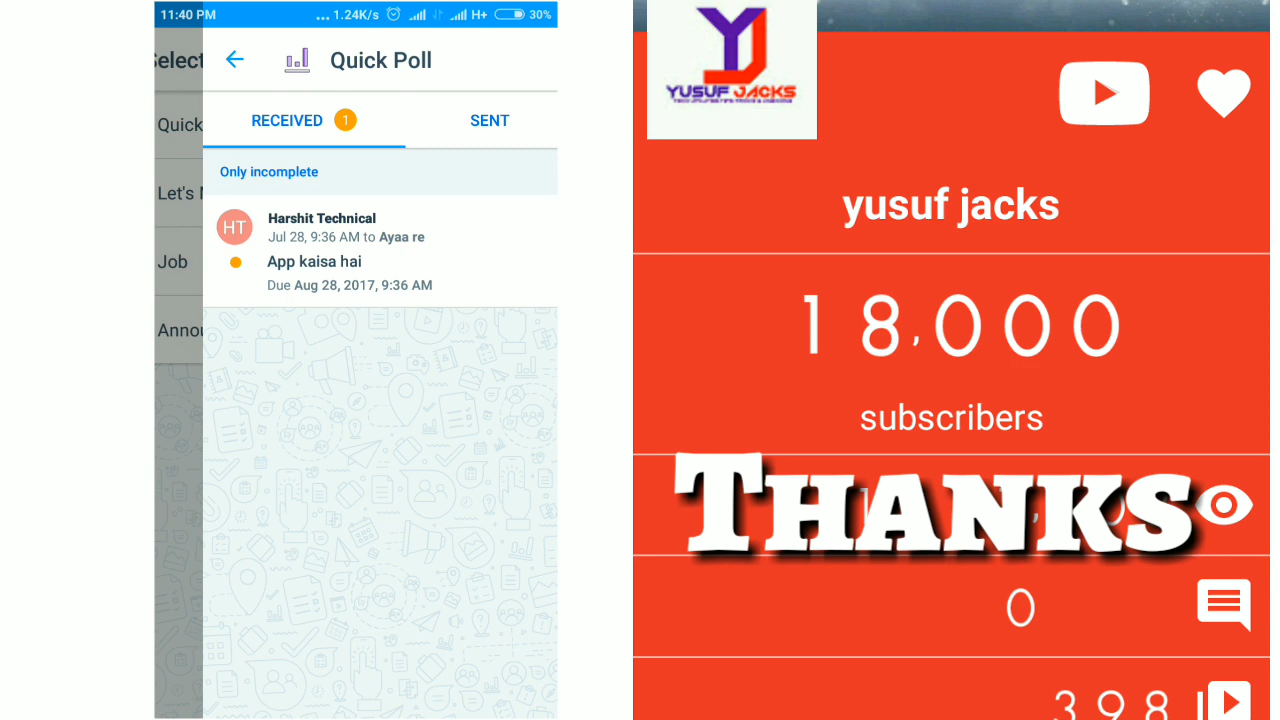 11:40 PM
... 1.24K/s H+ 30%
Select
Quick Poll
Quick
RECEIVED 1
SENT
Only incomplete
Let's
HT
Harshit Technical
Jul 28, 9:36 AM to Ayaa re
Job
App kaisa hai
Due Aug 28, 2017, 9:36 AM
Annou
YJ
YUSUF JACKS
yusuf jacks
18,000
subscribers
THANKS
0
398